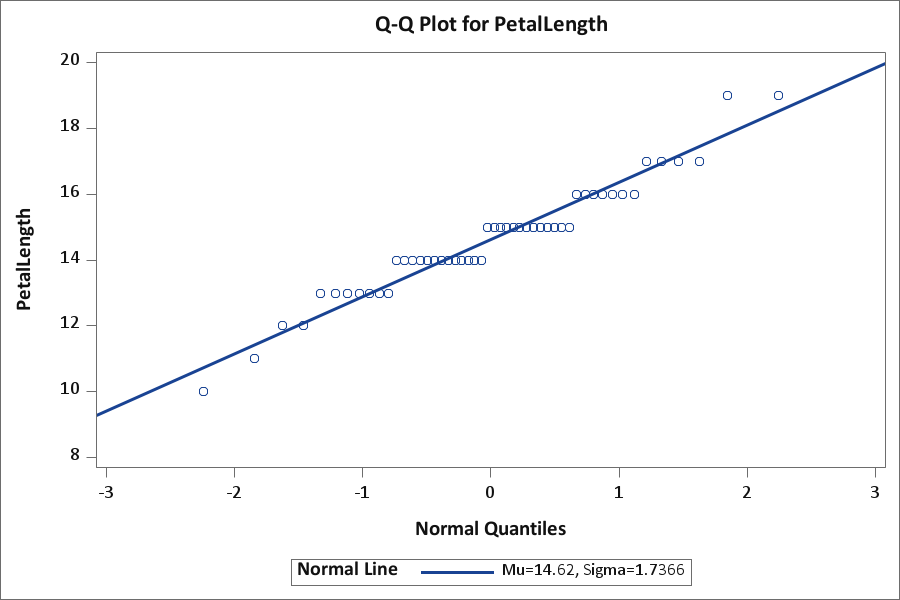 Q-Q Plot for PetalLength
20
18
16
14
12
10
8
PetalLength
-3 -2 -1 0 1 2 3
Normal Quantiles
Normal Line Mu=14.62, Sigma=1.7366